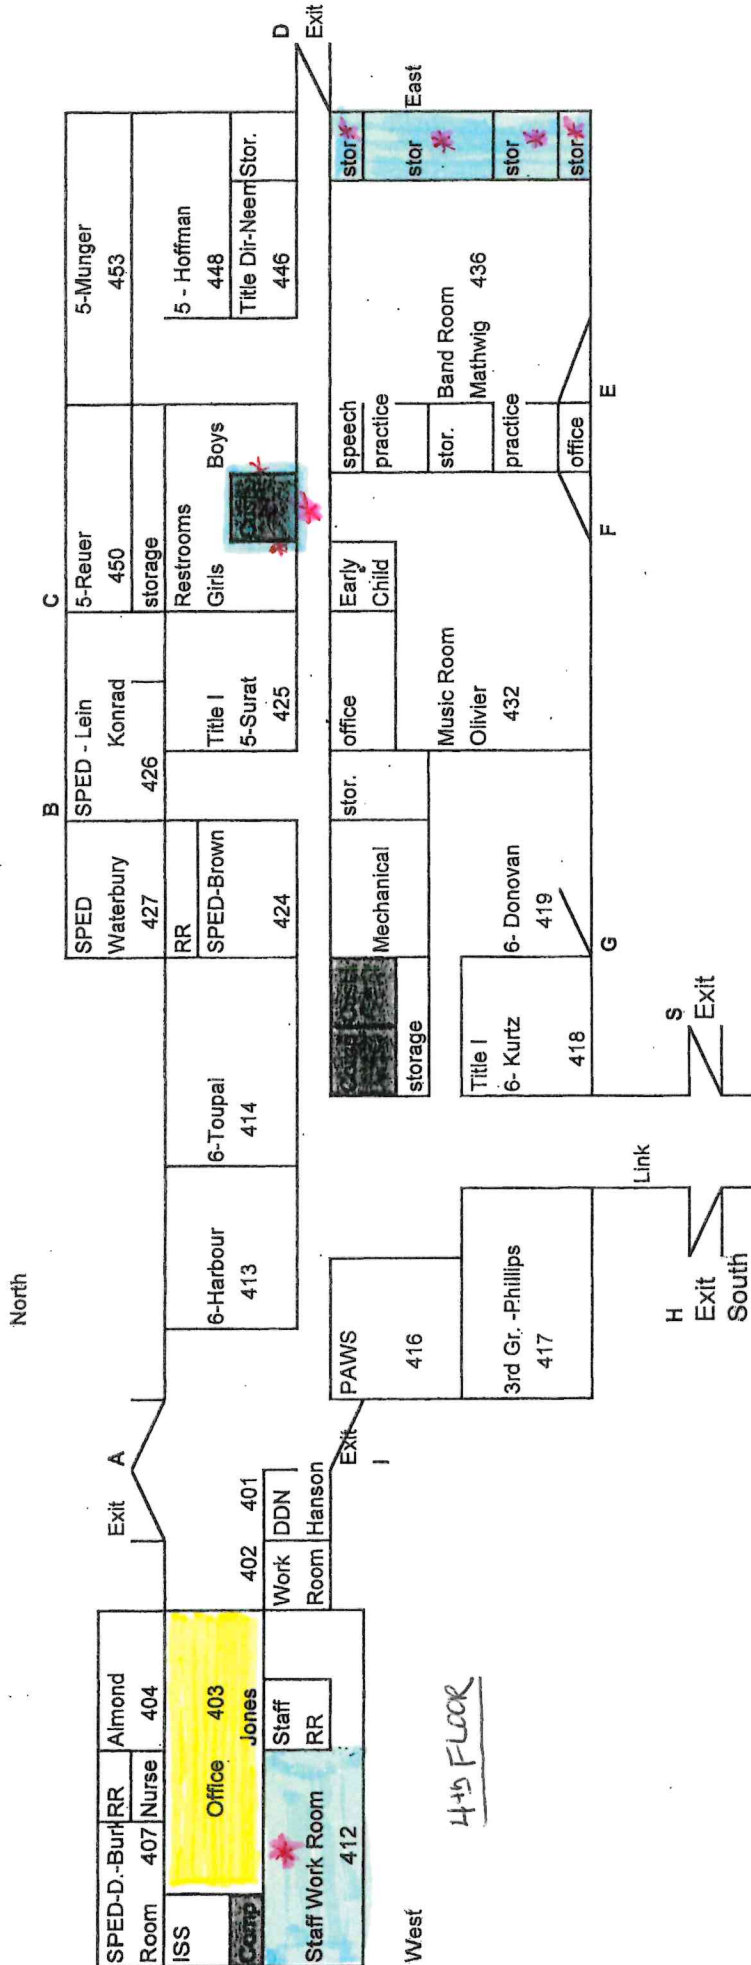 North
Exit
A
B
C
D
Exit
SPED-D.-Burk
Room
407
RR
Nurse
Almond
404
ISS
Comp
Office
403
Jones
Staff Work Room
412
Staff
RR
402
Work
Room
401
DDN
Hanson
Exit
I
West
4th FLOOR
6-Harbour
413
6-Toupal
414
SPED
Waterbury
427
RR
SPED-Brown
424
SPED - Lein
Konrad
426
Title I
5-Surat
425
5-Reuer
450
storage
Restrooms
Girls
Boys
5-Munger
453
5 - Hoffman
448
Title Dir-Neem
446
Stor.
PAWS
416
3rd Gr. -Phillips
417
storage
Mechanical
stor.
Title I
6- Kurtz
418
6- Donovan
419
G
office
Early
Child
Music Room
Olivier
432
F
speech
practice
stor.
practice
office
E
Band Room
Mathwig
436
stor
stor
stor
stor
East
Link
H
Exit
South
S
Exit